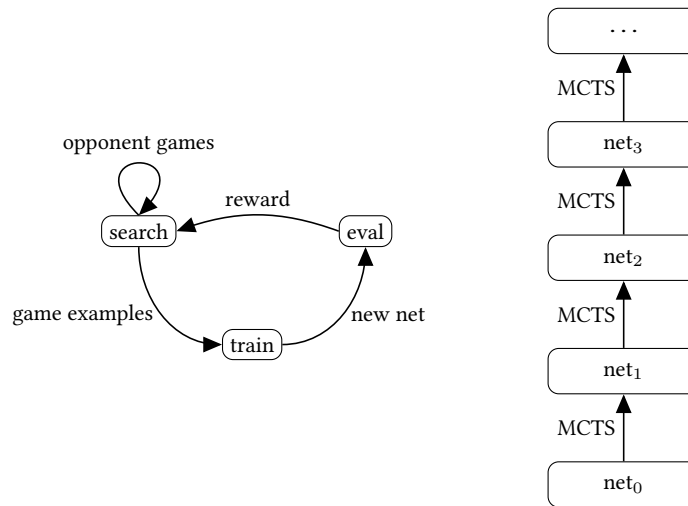 opponent games
reward
search
eval
game examples
new net
train
...
MCTS
net₃
MCTS
net₂
MCTS
net₁
MCTS
net₀